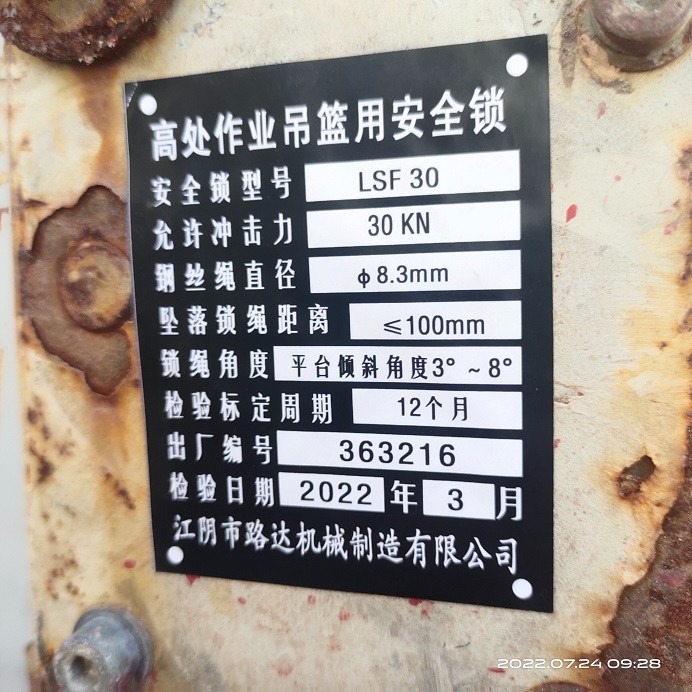 高处作业吊篮用安全锁
安全锁型号 LSF 30
允许冲击力 30 KN
钢丝绳直径 φ8.3mm
坠落锁绳距离 ≤100mm
锁绳角度 平台倾斜角度3° ~ 8°
检验标定周期 12个月
出厂编号 363216
检验日期 2022 年 3 月
江阴市路达机械制造有限公司
2022.07.24 09:28